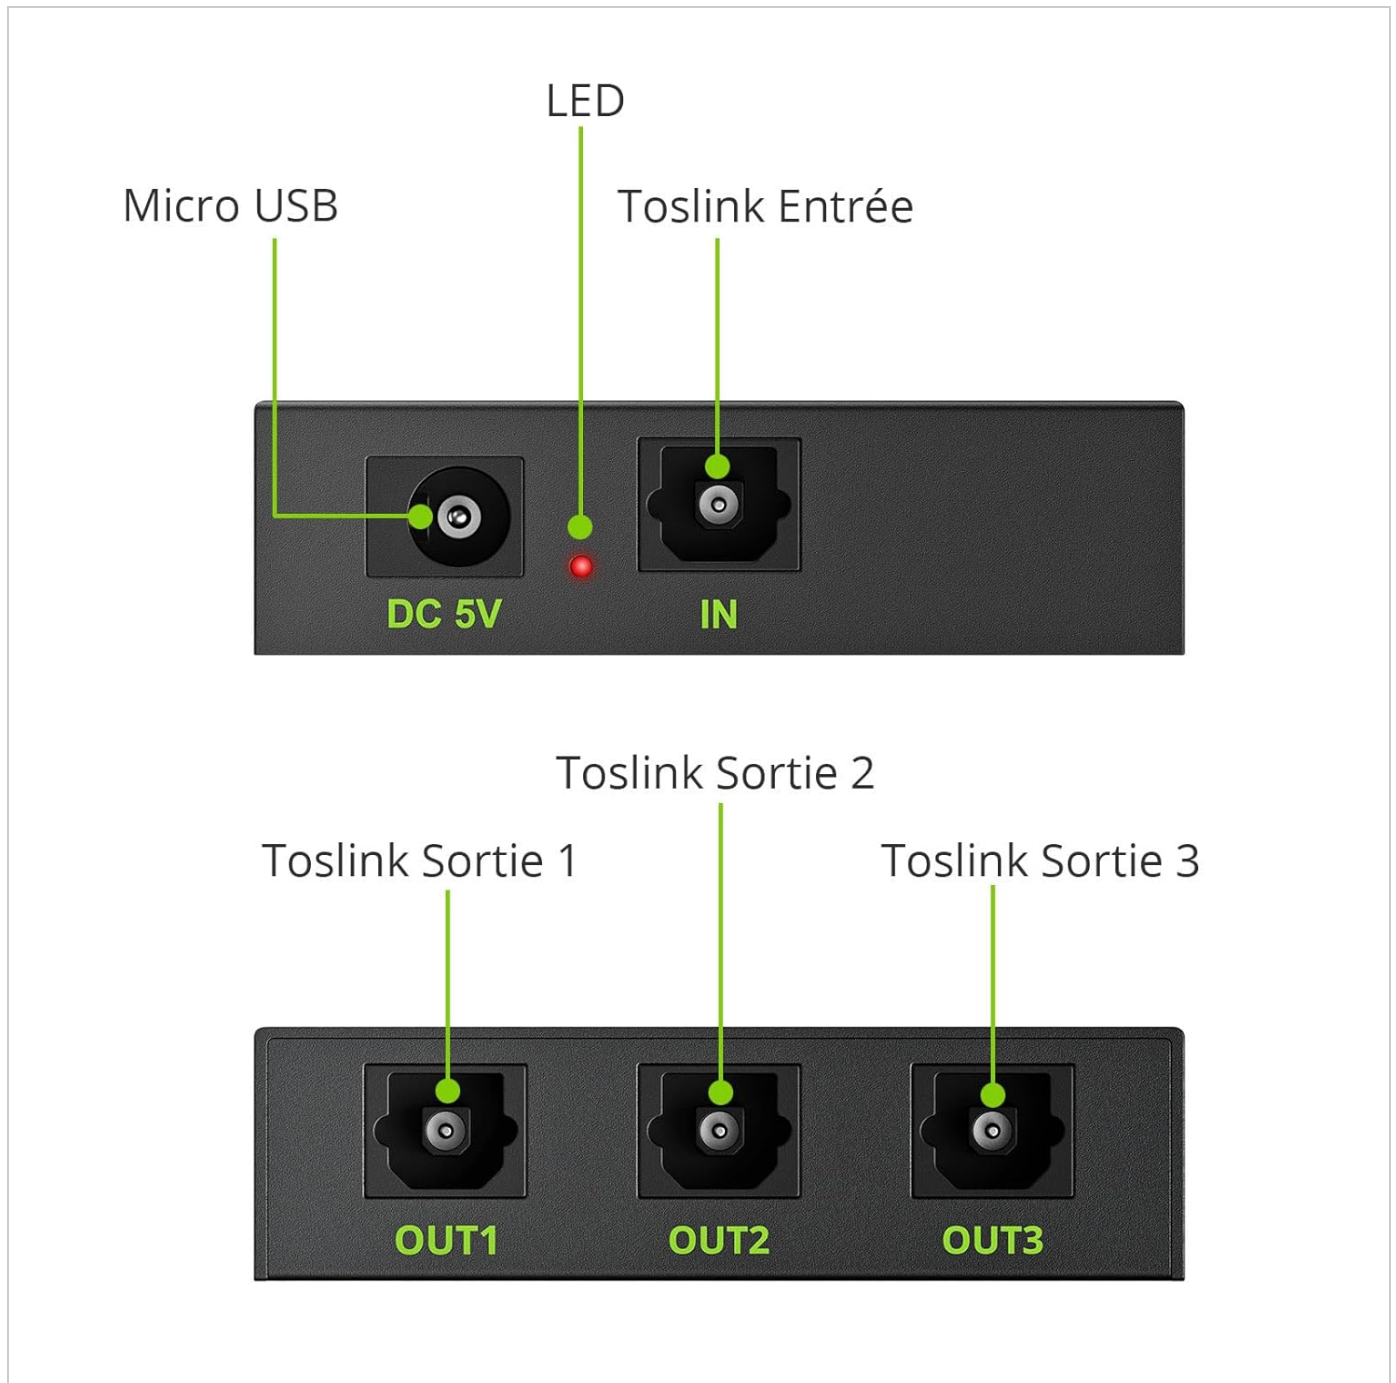 LED
Micro USB
Toslink Entrée
DC 5V
IN
Toslink Sortie 2
Toslink Sortie 1
Toslink Sortie 3
OUT1
OUT2
OUT3